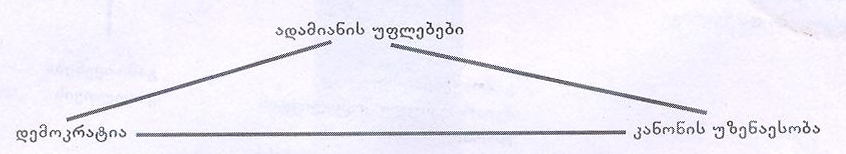 ადამიანის უფლებები
დემოკრატია
კანონის უზენაესობა